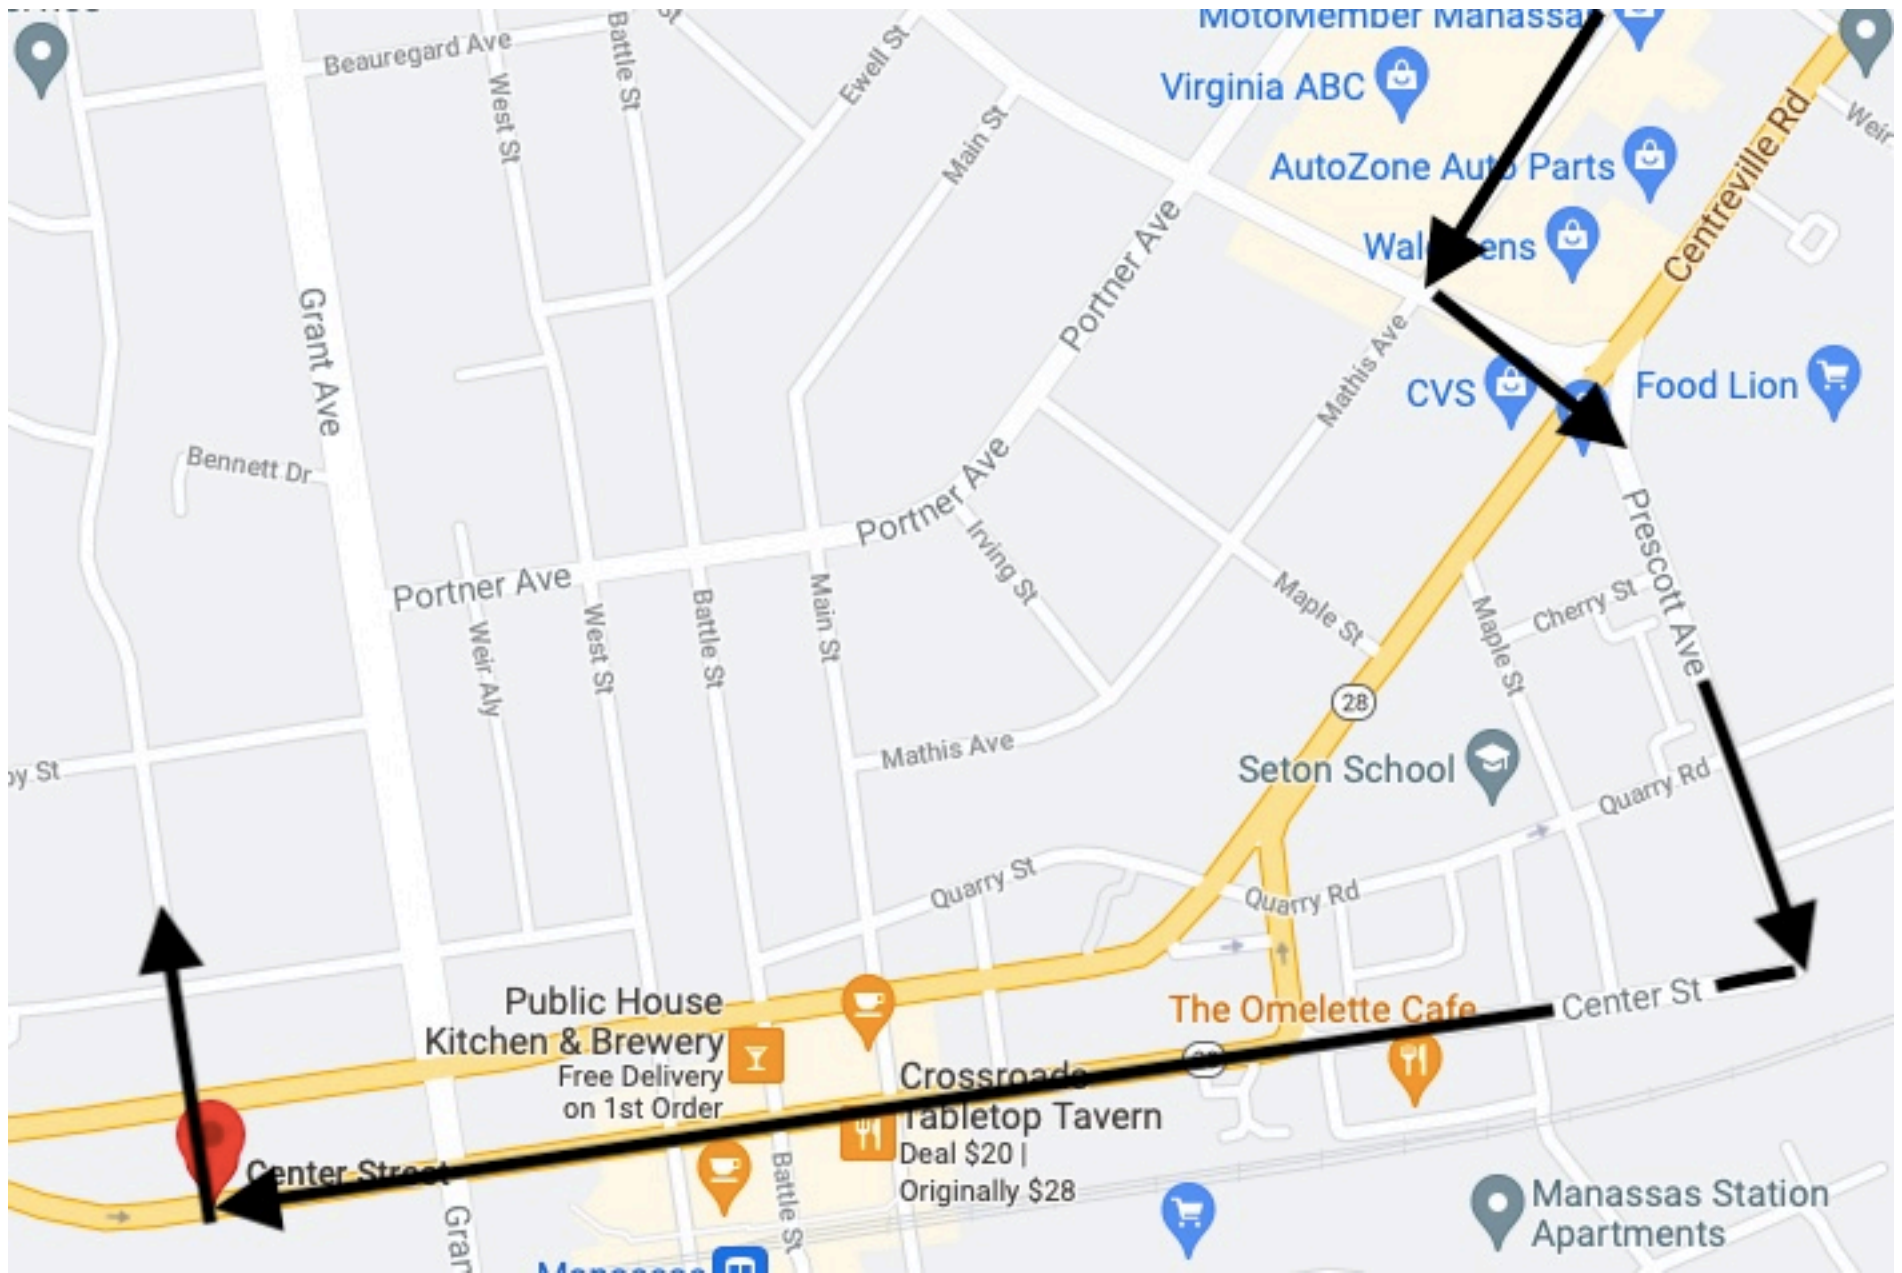 MotoMember Manassas
Virginia ABC
AutoZone Auto Parts
Centreville Rd
Weir
Beauregard Ave
Battle St
West St
Ewell St
St
Main St
Portner Ave
Grant Ave
Mathis Ave
CVS
Food Lion
Bennett Dr
Portner Ave
Portner Ave
Irving St
Maple St
Prescott Ave
Cherry St
Maple St
Weir Aly
West St
Battle St
Main St
28
Mathis Ave
Seton School
Quarry Rd
Quarry St
Quarry Rd
Public House
Kitchen & Brewery
Free Delivery
on 1st Order
The Omelette Cafe
Center St
Crossroads
Tabletop Tavern
Deal $20 |
Originally $28
Center Street
Battle St
Gran
Manassas
Manassas Station
Apartments